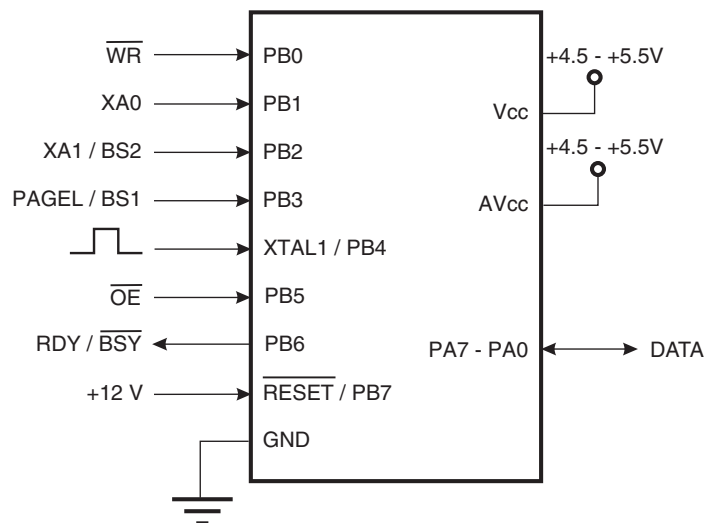 WR
PB0
XA0
PB1
XA1 / BS2
PB2
PAGEL / BS1
PB3
XTAL1 / PB4
OE
PB5
RDY / BSY
PB6
+12 V
RESET / PB7
GND
+4.5 - +5.5V
Vcc
+4.5 - +5.5V
AVcc
PA7 - PA0
DATA